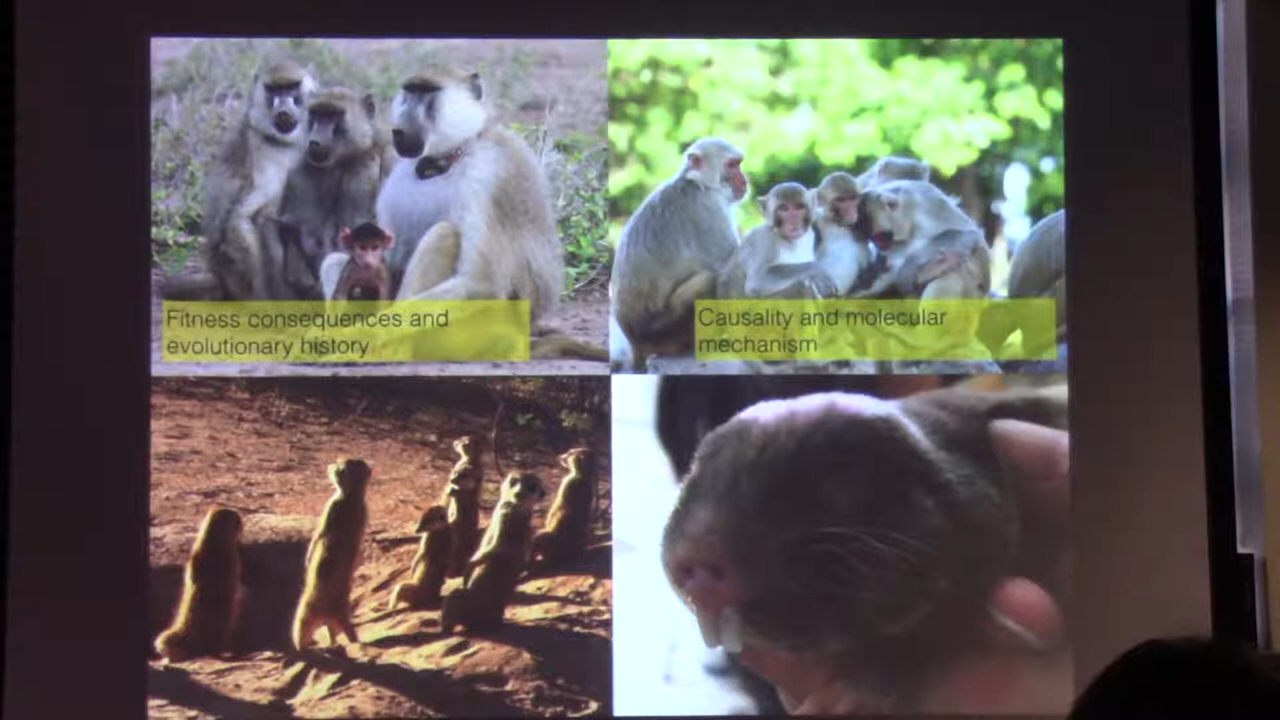 Fitness consequences and
evolutionary history
Causality and molecular
mechanism